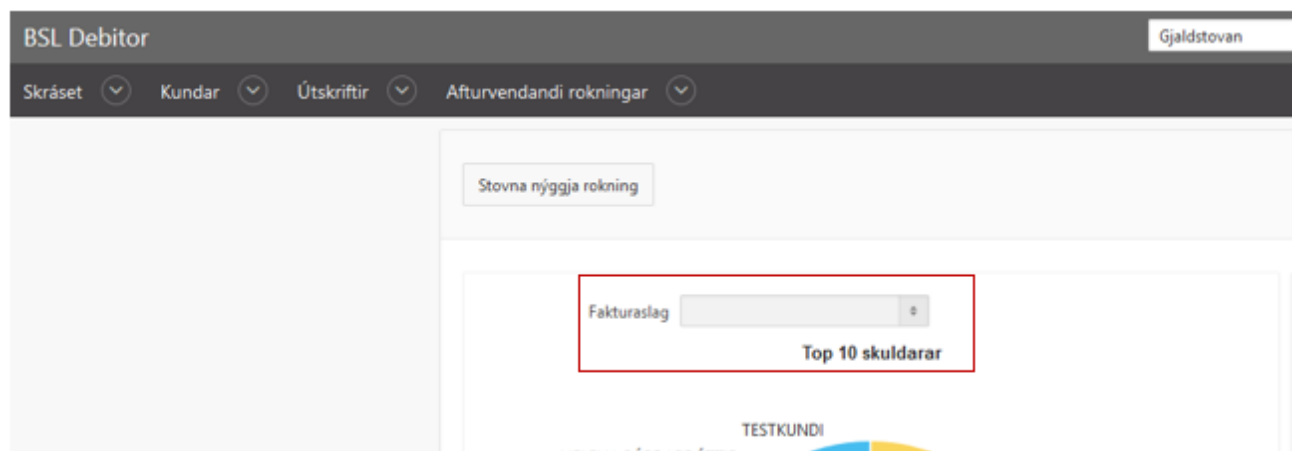 BSL Debitor
Gjaldstovan
Skráset Kundar Útskriftir Afturvendandi rokningar
Stovna nýggja rokning
Fakturaslag
Top 10 skuldarar
TESTKUNDI